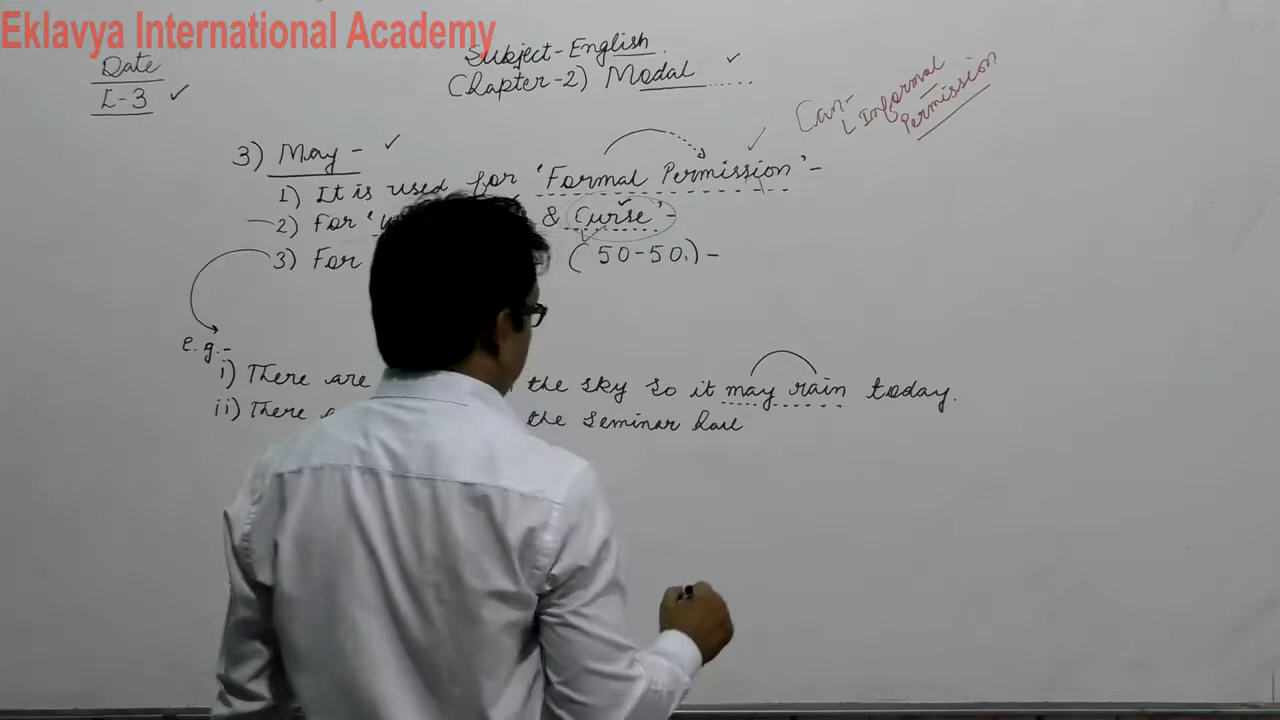 Eklavya International Academy
Subject-English.
Chapter-2) Modal ......
Date
L-3
Can-
Informal
Permission
3) May -
1) It is used for 'Formal Permission'-
2) For ' & Curse'-
3) For (50-50.) -
e.g.-
i) There are the sky so it may rain today.
ii) There the seminar hall